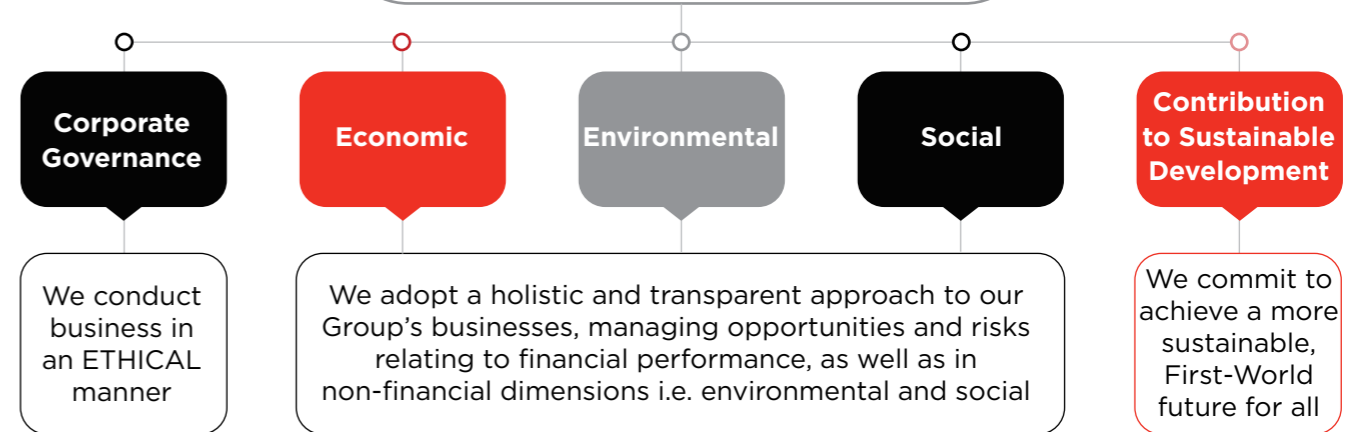 Corporate
Governance
Economic
Environmental
Social
Contribution
to Sustainable
Development
We conduct
business in
an ETHICAL
manner
We adopt a holistic and transparent approach to our
Group’s businesses, managing opportunities and risks
relating to financial performance, as well as in
non-financial dimensions i.e. environmental and social
We commit to
achieve a more
sustainable,
First-World
future for all